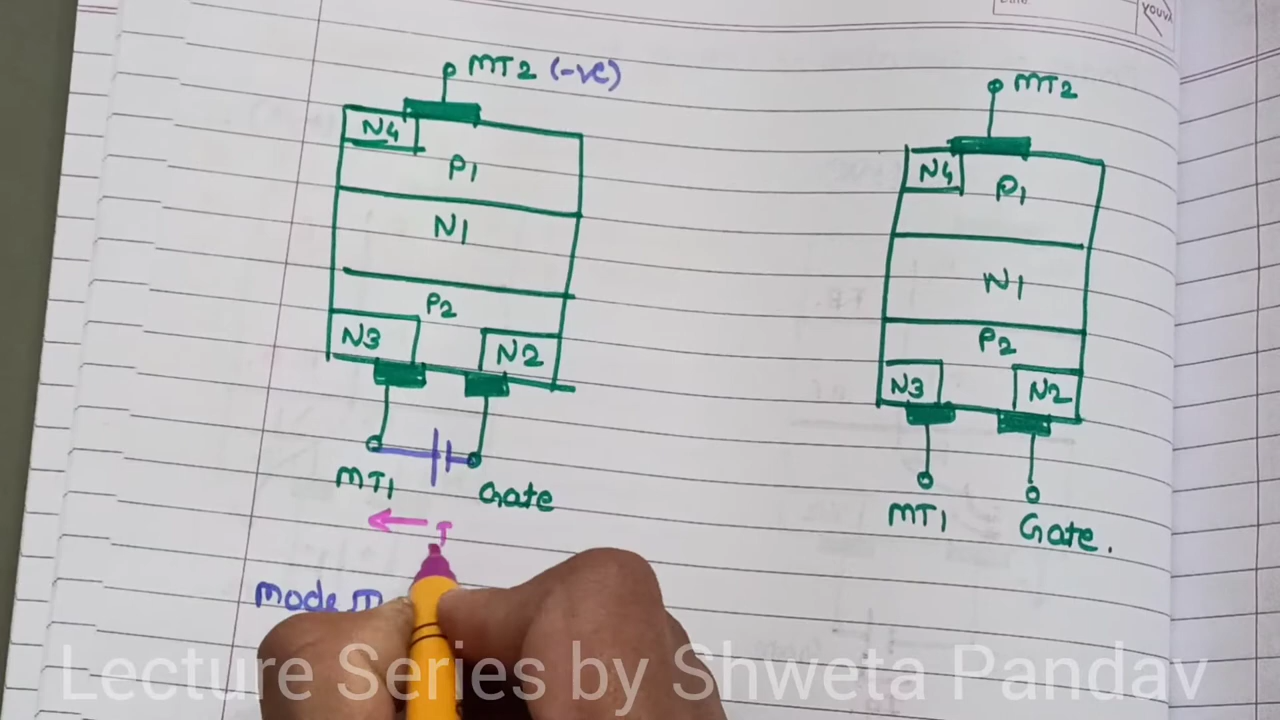 MT2 (-ve)
N4
P1
N1
P2
N3
N2
MT1
Gate
I
mode
MT2
N4
P1
N1
P2
N3
N2
MT1
Gate.
Lecture Series by Shweta Pandav